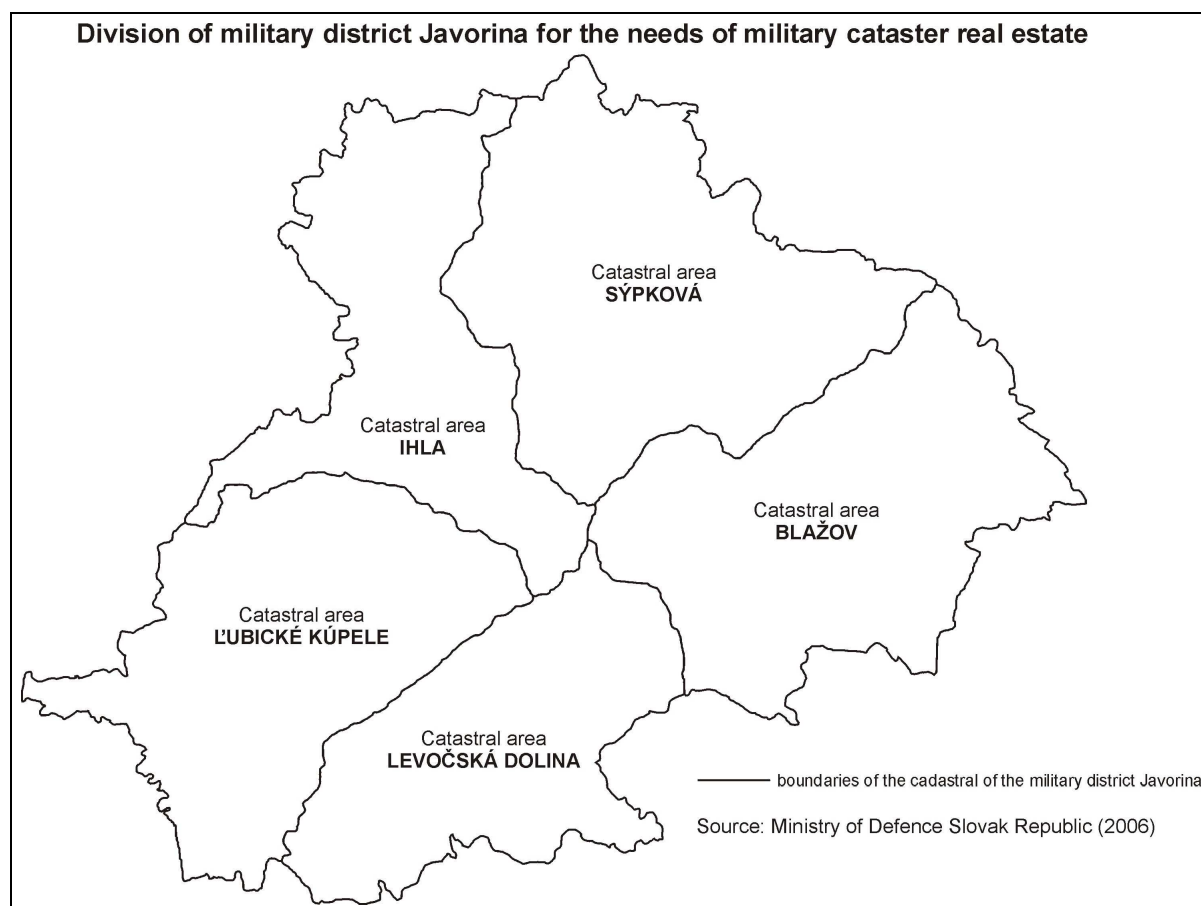 Division of military district Javorina for the needs of military cataster real estate
Catastral area
SÝPKOVÁ
Catastral area
IHLA
Catastral area
BLAŽOV
Catastral area
ĽUBICKÉ KÚPELE
Catastral area
LEVOČSKÁ DOLINA
boundaries of the cadastral of the military district Javorina
Source: Ministry of Defence Slovak Republic (2006)